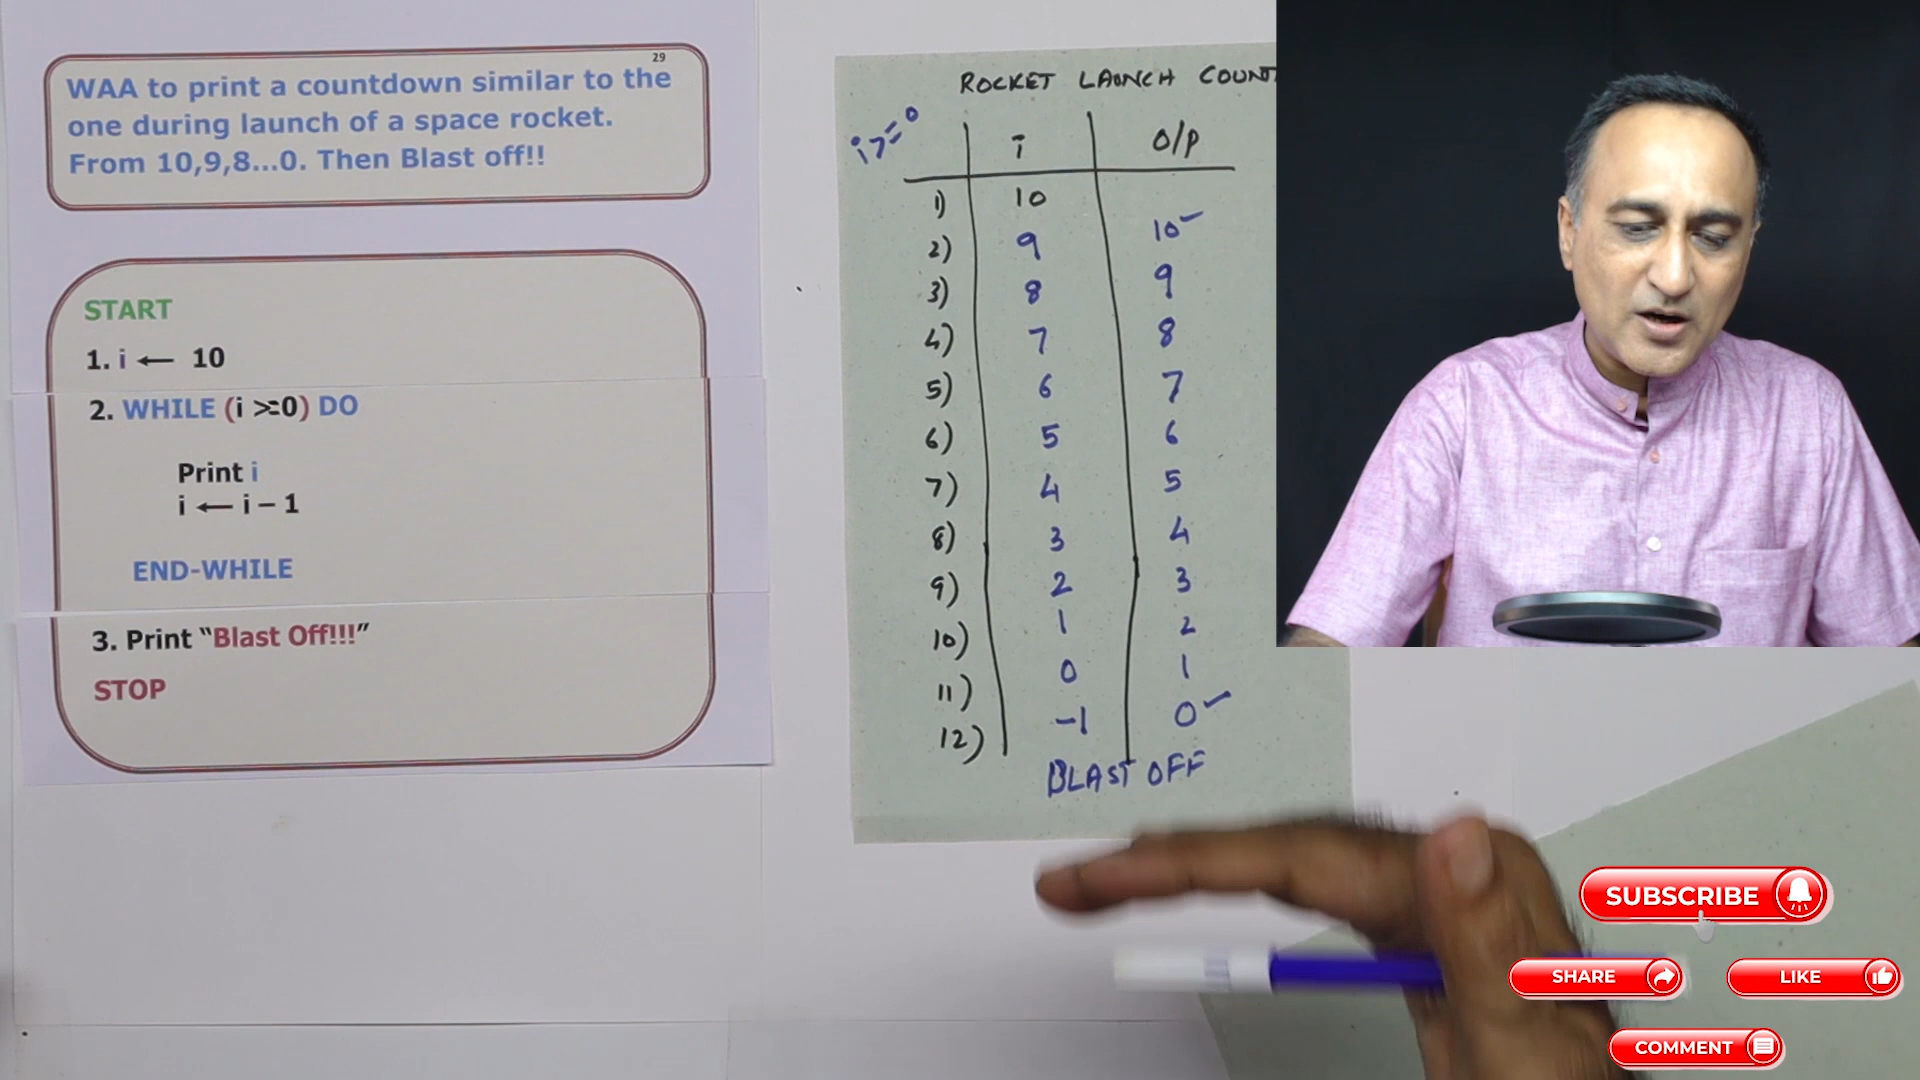 29
WAA to print a countdown similar to the
one during launch of a space rocket.
From 10,9,8...0. Then Blast off!!
START
1. i ← 10
2. WHILE (i >=0) DO
Print i
i ← i – 1
END-WHILE
3. Print “Blast Off!!!”
STOP
ROCKET LAUNCH COUNT
i>=0
i O/P
1) 10
10
2) 9
9
3) 8
8
4) 7
7
5) 6
6
6) 5
5
7) 4
4
8) 3
3
9) 2
2
10) 1
1
11) 0
0
12) -1
BLAST OFF
SUBSCRIBE
SHARE
LIKE
COMMENT